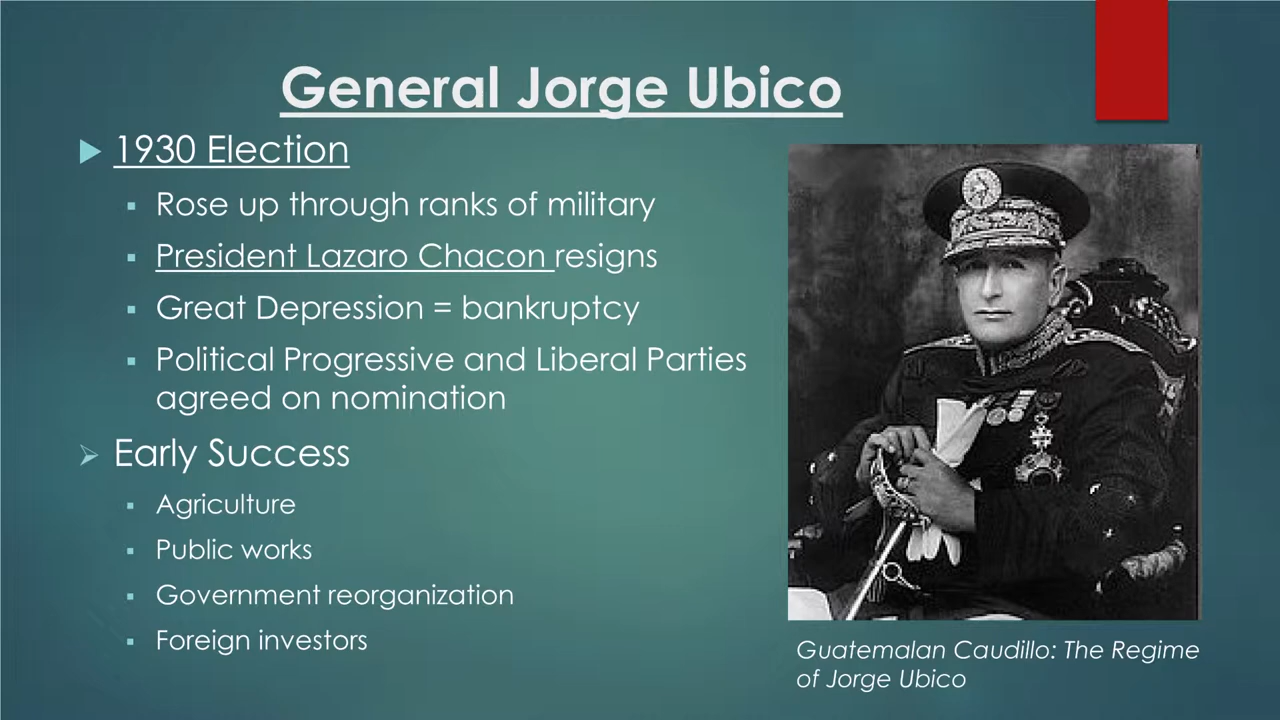 General Jorge Ubico
1930 Election
Rose up through ranks of military
President Lazaro Chacon resigns
Great Depression = bankruptcy
Political Progressive and Liberal Parties
agreed on nomination
Early Success
Agriculture
Public works
Government reorganization
Foreign investors
Guatemalan Caudillo: The Regime
of Jorge Ubico